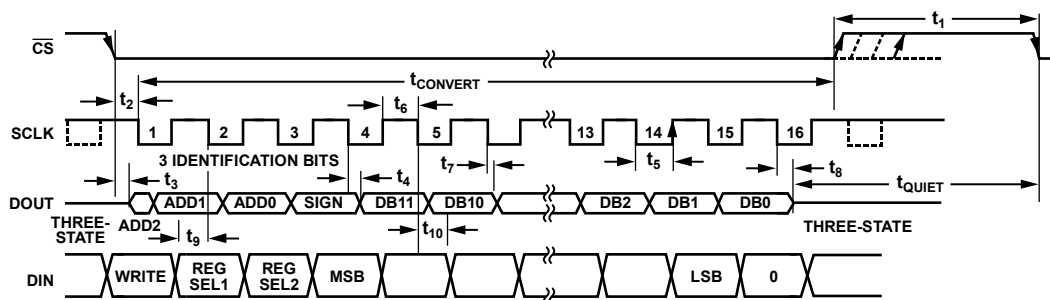 t1
CS
tCONVERT
t2
t6
SCLK
1 2 3 4 5 13 14 15 16
3 IDENTIFICATION BITS
t3 t4 t7 t5 t8
tQUIET
DOUT
ADD1 ADD0 SIGN DB11 DB10 DB2 DB1 DB0
THREE-STATE
ADD2
t9
t10
THREE-STATE
DIN
WRITE
REG SEL1
REG SEL2
MSB
LSB
0